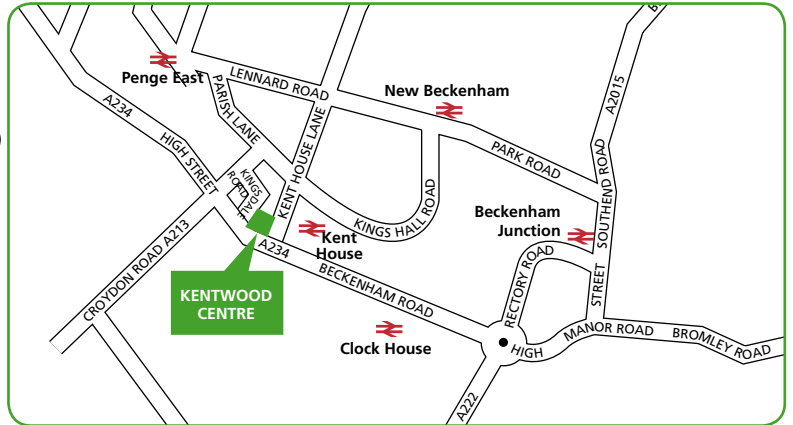 Penge East
LENNARD ROAD
New Beckenham
A2015
A234
PARISH LANE
HIGH STREET
KENT HOUSE LANE
PARK ROAD
SOUTHEND ROAD
KINGS HALL ROAD
KINGSDALE
ROAD
Beckenham
Junction
Kent
House
A234
CROYDON ROAD A213
KENTWOOD
CENTRE
BECKENHAM ROAD
RECTORY ROAD
STREET
Clock House
HIGH
MANOR ROAD
BROMLEY ROAD
A222